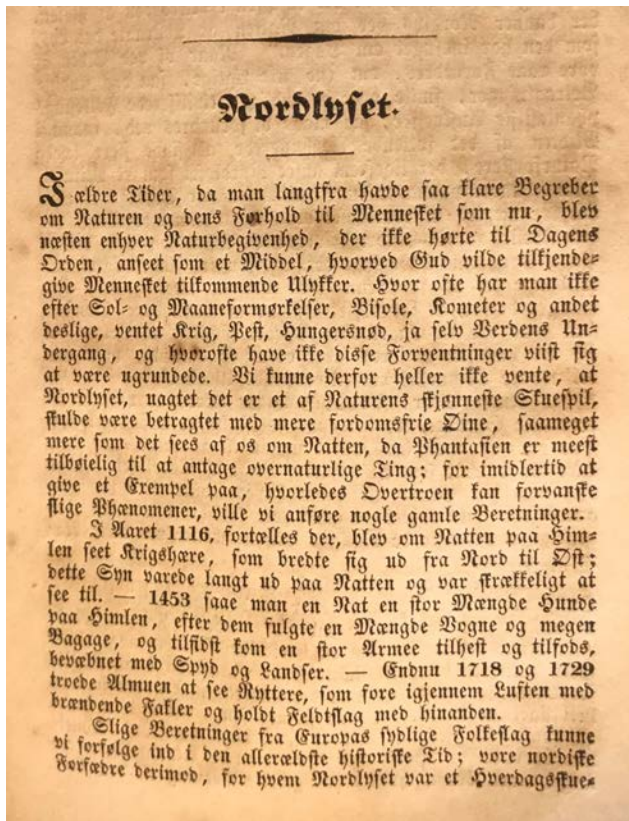 Nordlyset.
I ældre Tider, da man langtfra havde saa klare Begreber
om Naturen og dens Forhold til Mennesket som nu, blev
næsten enhver Naturbegivenhed, der ikke hørte til Dagens
Orden, anseet som et Middel, hvorved Gud vilde tilkjende-
give Mennesket tilkommende Ulykker. Hvor ofte har man ikke
efter Sol- og Maaneformørkelser, Bisole, Kometer og andet
deslige, ventet Krig, Pest, Hungersnød, ja selv Verdens Un-
dergang, og hvorofte have ikke disse Forventninger viist sig
at være ugrundede. Vi kunne derfor heller ikke vente, at
Nordlyset, uagtet det er et af Naturens skjønneste Skuespil,
skulde være betragtet med mere fordomsfrie Øine, saameget
mere som det sees af os om Natten, da Phantasien er meest
tilbøielig til at antage overnaturlige Ting; for imidlertid at
give et Exempel paa, hvorledes Overtroen kan forvanske
slige Phænomener, ville vi anføre nogle gamle Beretninger.
I Aaret 1116, fortælles der, blev om Natten paa Him-
len seet Krigshære, som bredte sig ud fra Nord til Øst;
dette Syn varede langt ud paa Natten og var skrækkeligt at
see til. — 1453 saae man en Nat en stor Mængde Hunde
paa Himlen, efter dem fulgte en Mængde Vogne og megen
Bagage, og tilsidst kom en stor Armee tilhest og tilfods,
bevæbnet med Spyd og Landser. — Endnu 1718 og 1729
troede Almuen at see Ryttere, som fore igjennem Luften med
brændende Fakler og holdt Feldtslag med hinanden.
Slige Beretninger fra Europas sydlige Folkeslag kunne
vi forfølge ind i den allerældste historiske Tid; vore nordiske
Forfædre derimod, for hvem Nordlyset var et Hverdagsskue-